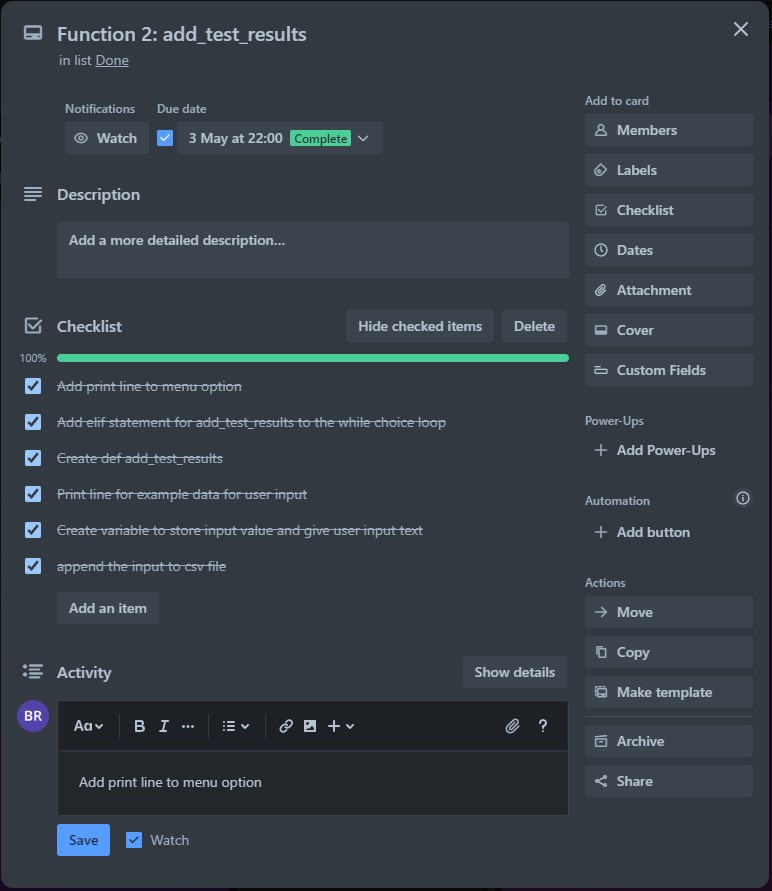 Function 2: add_test_results
in list Done
Notifications
Due date
Watch
3 May at 22:00 Complete
Description
Add a more detailed description...
Checklist
Hide checked items
Delete
100%
Add print line to menu option
Add elif statement for add_test_results to the while choice loop
Create def add_test_results
Print line for example data for user input
Create variable to store input value and give user input text
append the input to csv file
Add an item
Activity
Show details
BR
Aa
B I
?
Add print line to menu option
Save
Watch
Add to card
Members
Labels
Checklist
Dates
Attachment
Cover
Custom Fields
Power-Ups
Add Power-Ups
Automation
Add button
Actions
Move
Copy
Make template
Archive
Share